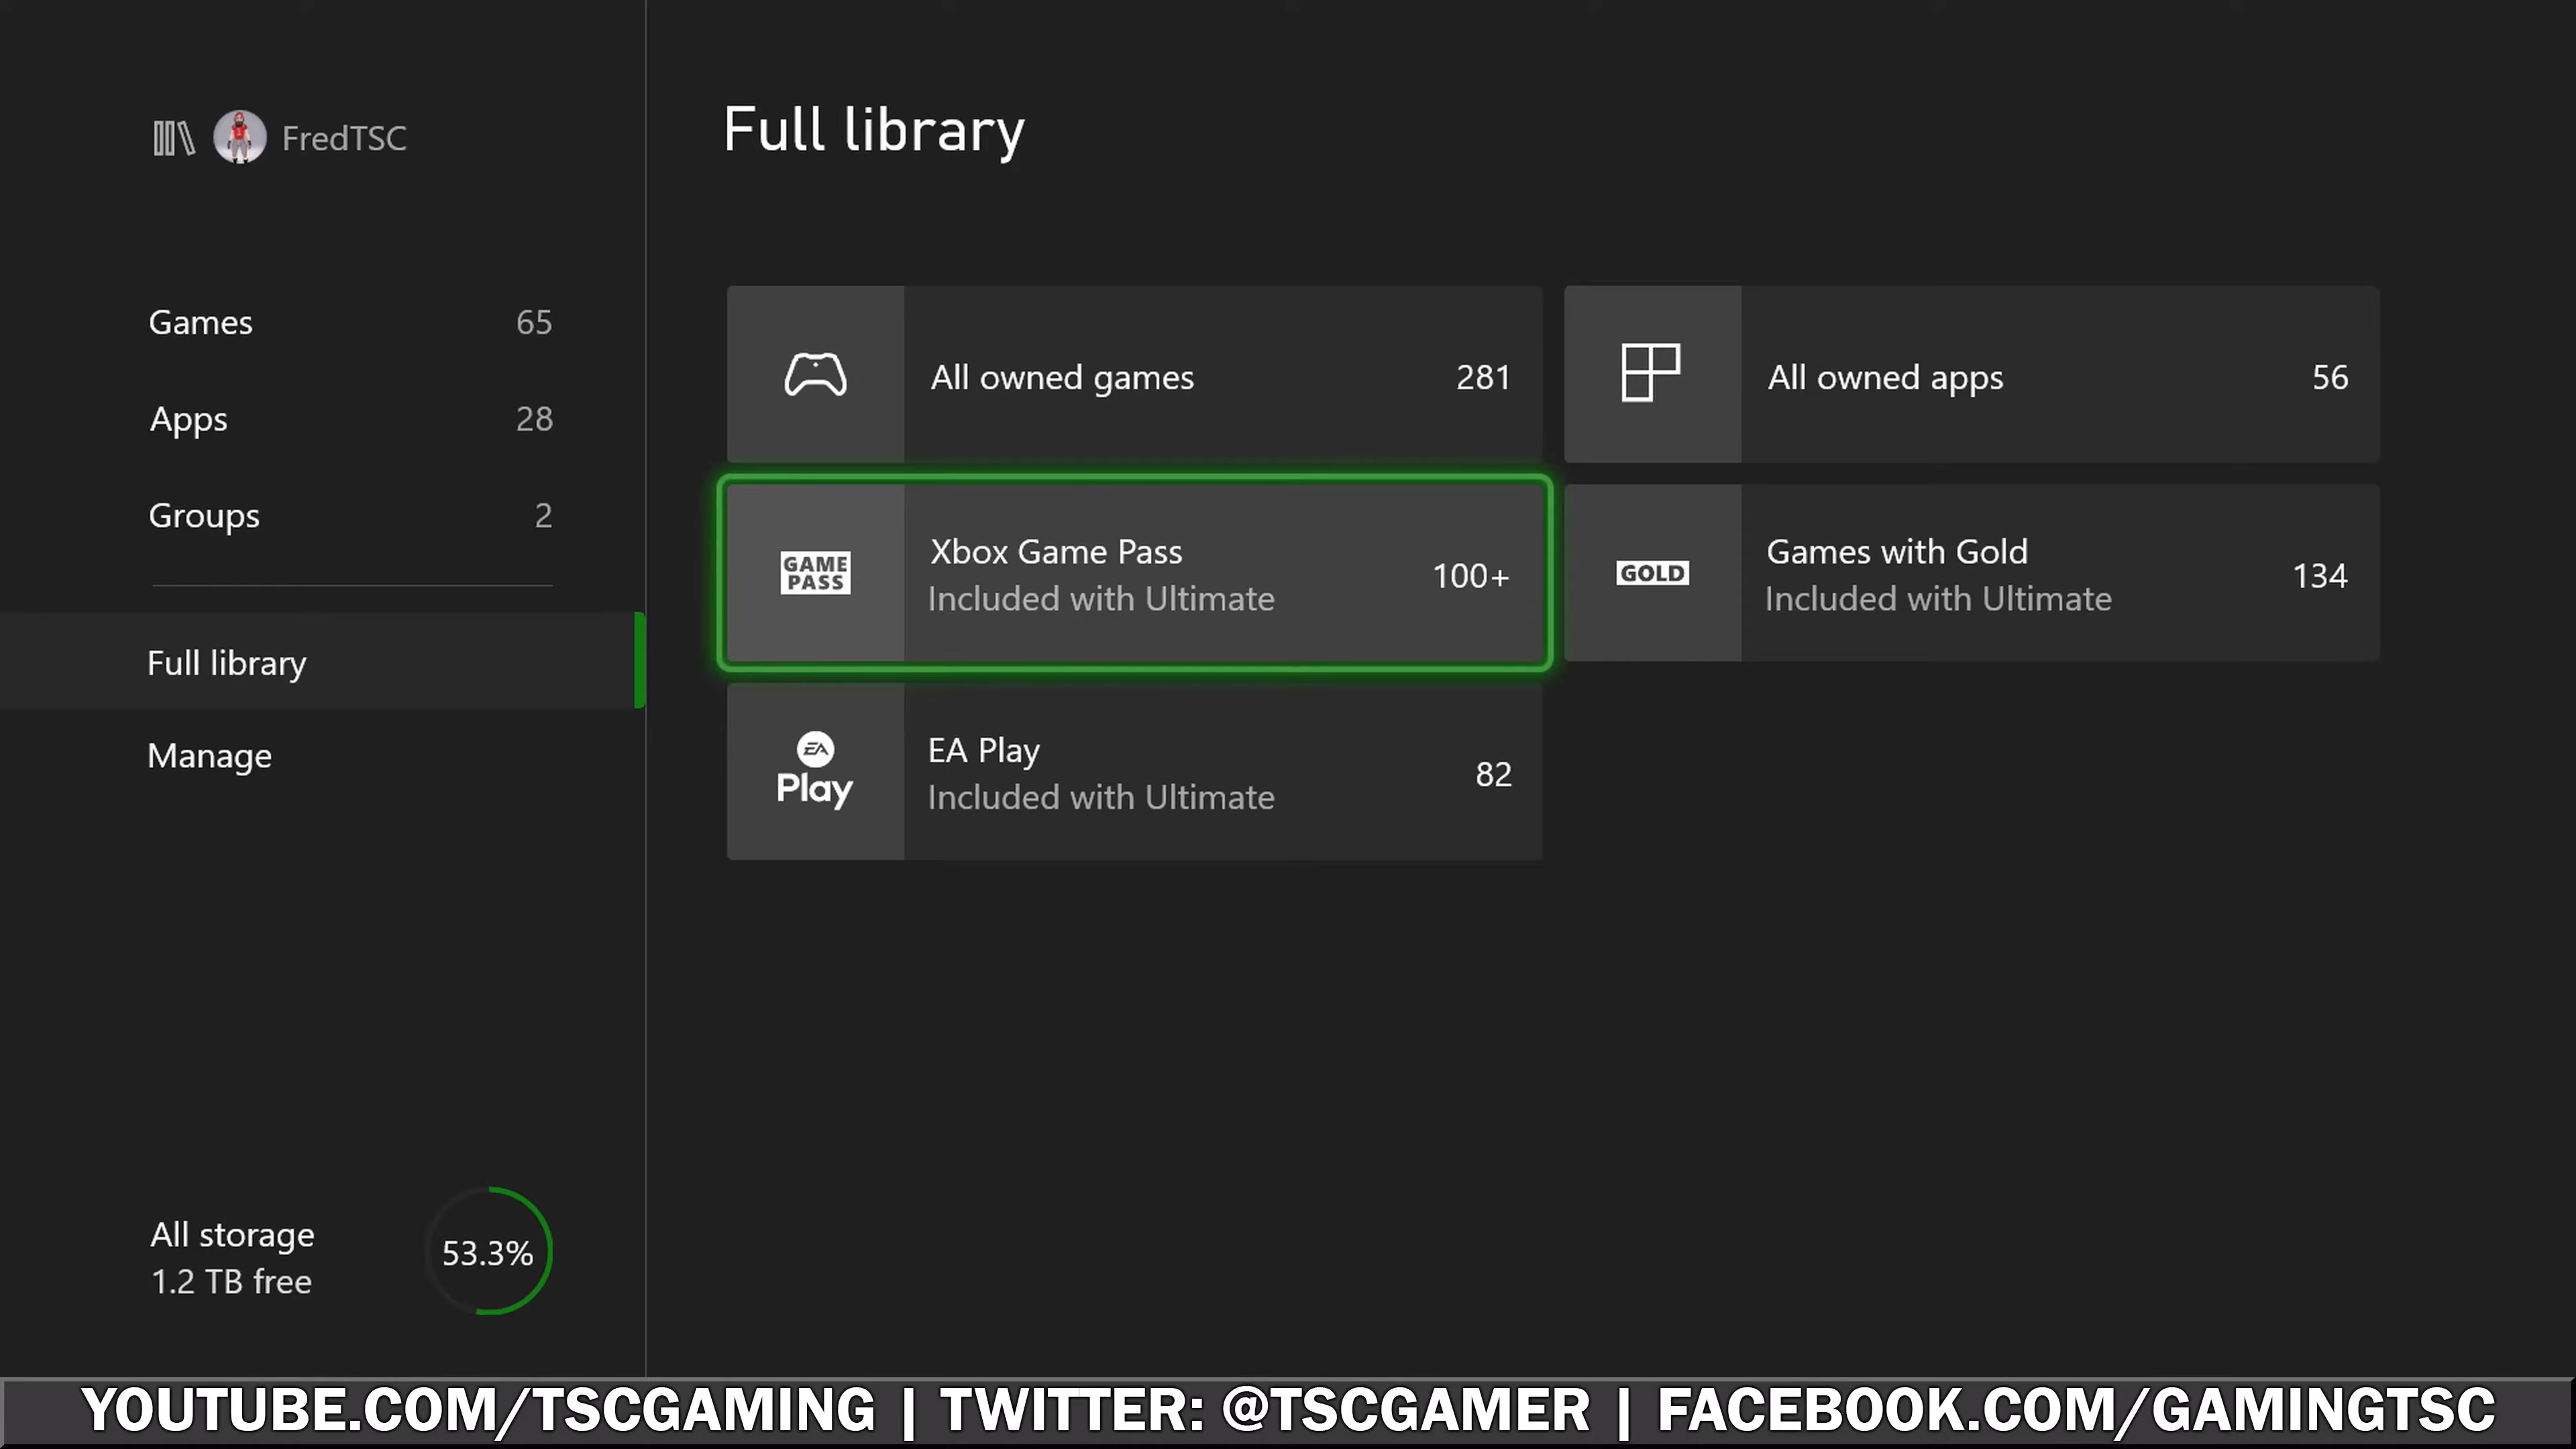 FredTSC
Games 65
Apps 28
Groups 2
Full library
Manage
All storage
1.2 TB free
53.3%
Full library
All owned games 281
All owned apps 56
GAME
PASS
Xbox Game Pass
Included with Ultimate
100+
GOLD
Games with Gold
Included with Ultimate
134
EA
Play
EA Play
Included with Ultimate
82
YOUTUBE.COM/TSCGAMING | TWITTER: @TSCGAMER | FACEBOOK.COM/GAMINGTSC